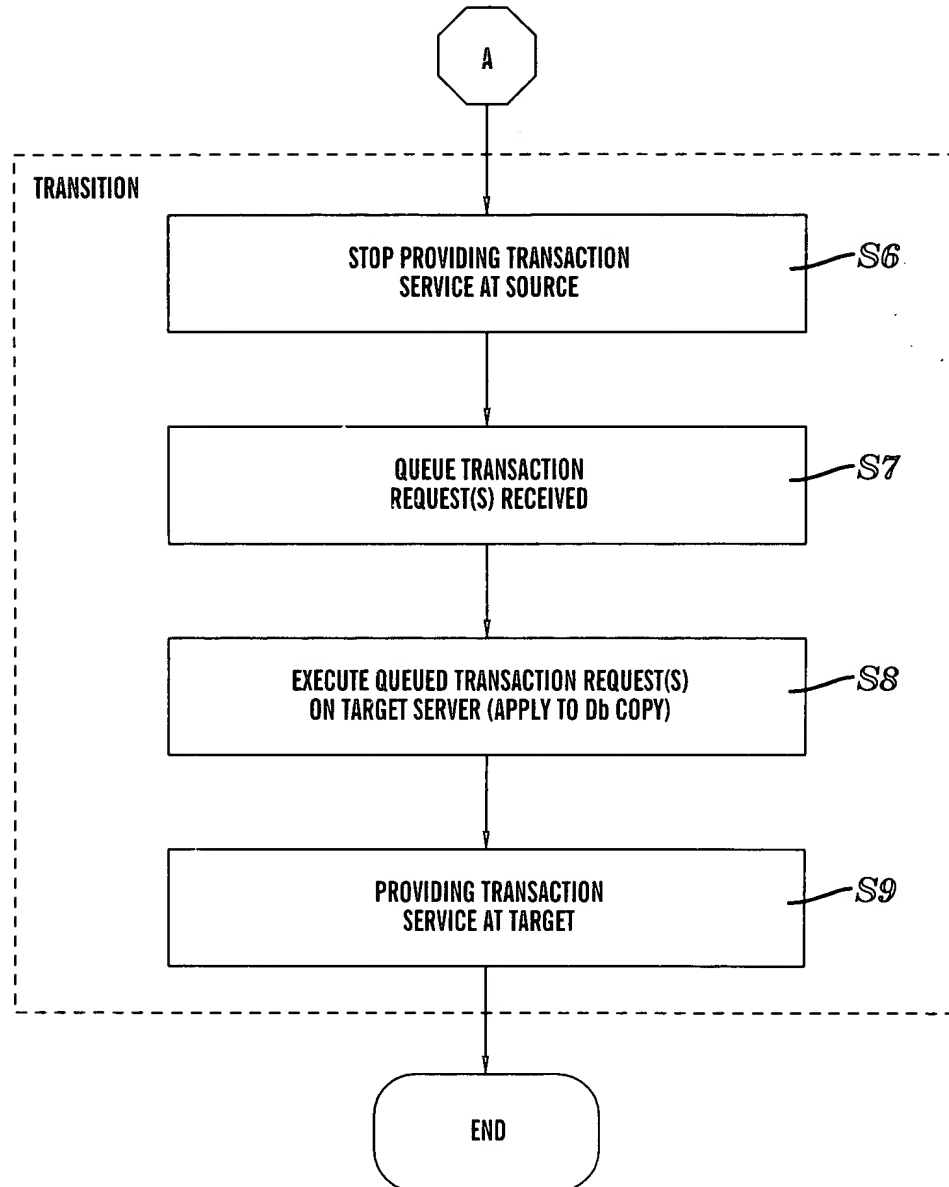 A
TRANSITION
STOP PROVIDING TRANSACTION
SERVICE AT SOURCE
S6
QUEUE TRANSACTION
REQUEST(S) RECEIVED
S7
EXECUTE QUEUED TRANSACTION REQUEST(S)
ON TARGET SERVER (APPLY TO Db COPY)
S8
PROVIDING TRANSACTION
SERVICE AT TARGET
S9
END